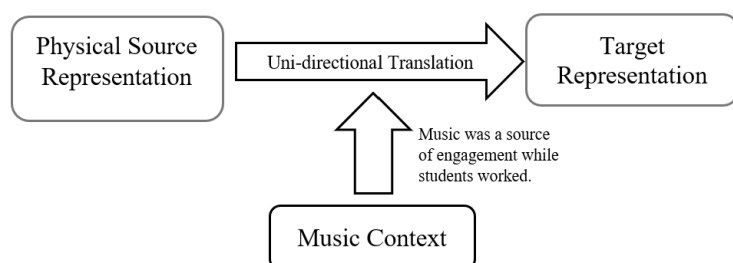 Physical Source
Representation
Uni-directional Translation
Target
Representation
Music was a source
of engagement while
students worked.
Music Context